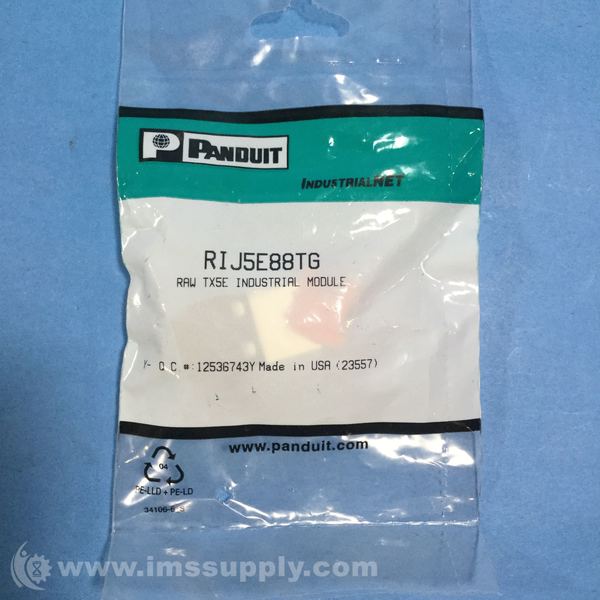 PANDUIT
INDUSTRIALNET
RIJ5E88TG
RAW TX5E INDUSTRIAL MODULE
Q C #:12536743Y Made in USA (23557)
www.panduit.com
04
PE-LLD + PE-LD
www.imssupply.com